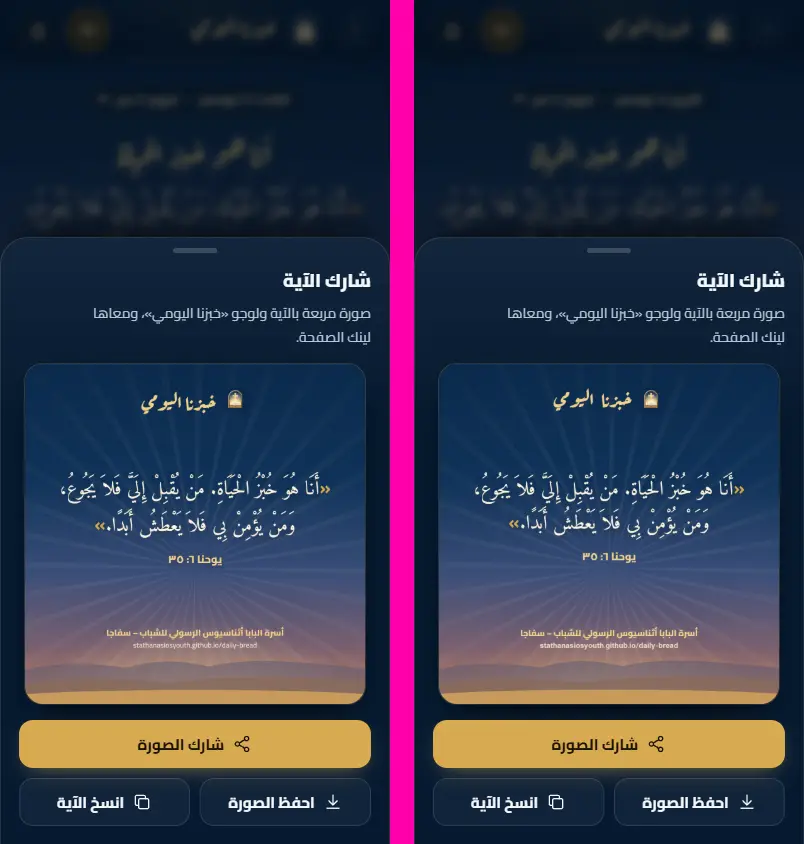 شارك الآية
صورة مربعة بالآية ولوجو «خبزنا اليومي»، ومعاها
لينك الصفحة.
خبزنا اليومي
«أَنَا هُوَ خُبْزُ الْحَيَاةِ. مَنْ يُقْبِلْ إِلَيَّ فَلاَ يَجُوعُ،
وَمَنْ يُؤْمِنْ بِي فَلاَ يَعْطَشُ أَبَدًا.»
يوحنا ٦: ٣٥
أسرة البابا أثناسيوس الرسولي للشباب – سفاجا
stathanasiosyouth.github.io/daily-bread
شارك الصورة
احفظ الصورة
انسخ الآية
شارك الآية
صورة مربعة بالآية ولوجو «خبزنا اليومي»، ومعاها
لينك الصفحة.
خبزنا اليومي
«أَنَا هُوَ خُبْزُ الْحَيَاةِ. مَنْ يُقْبِلْ إِلَيَّ فَلاَ يَجُوعُ،
وَمَنْ يُؤْمِنْ بِي فَلاَ يَعْطَشُ أَبَدًا.»
يوحنا ٦: ٣٥
أسرة البابا أثناسيوس الرسولي للشباب – سفاجا
stathanasiosyouth.github.io/daily-bread
شارك الصورة
احفظ الصورة
انسخ الآية